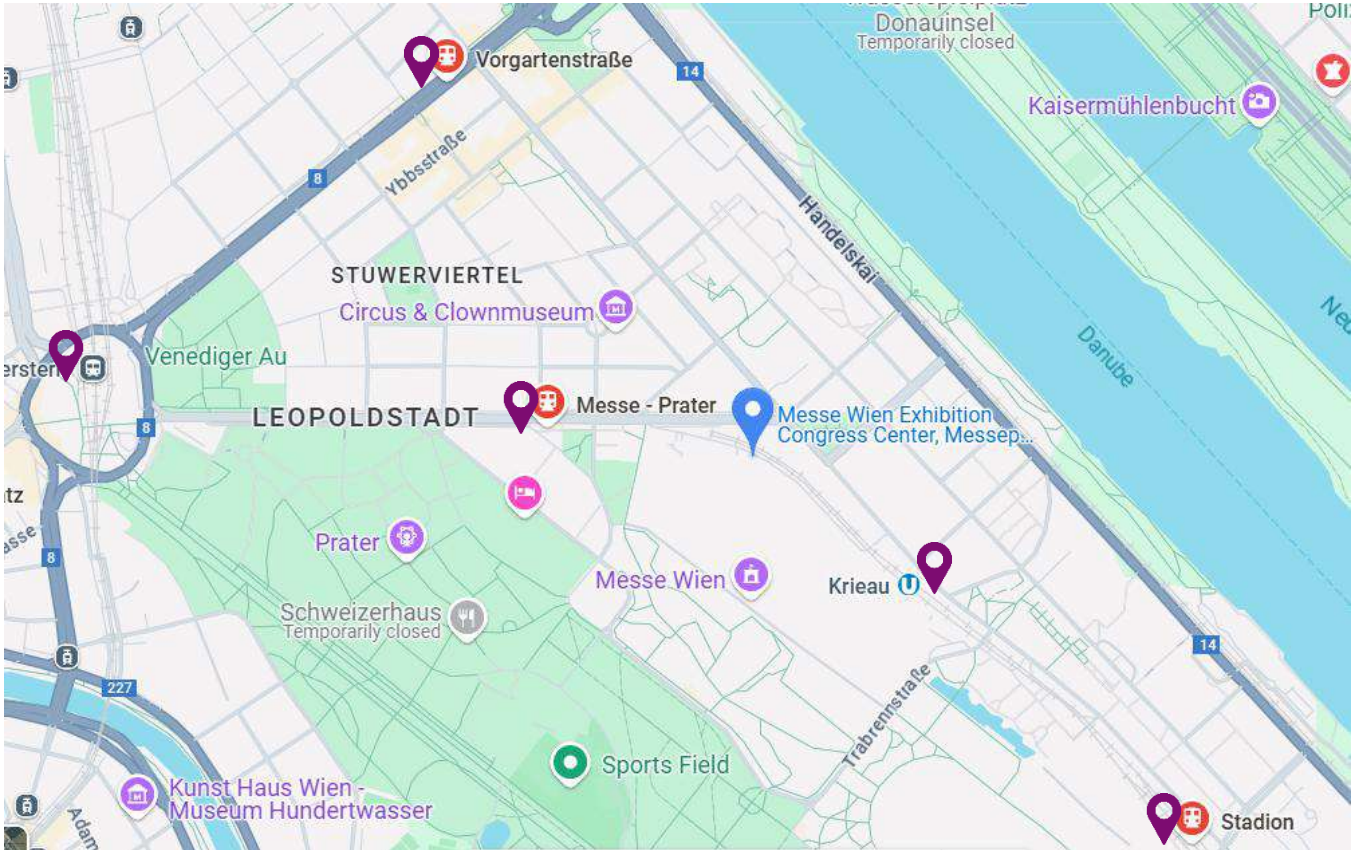 Donauinsel
Temporarily closed
Vorgartenstraße
14
Kaisermühlenbucht
Ybbsstraße
8
Handelskai
STUWERVIERTEL
Circus & Clownmuseum
Danube
Venediger Au
LEOPOLDSTADT
8
Messe - Prater
Messe Wien Exhibition
Congress Center, Messep...
Prater
8
Messe Wien
Krieau
U
Schweizerhaus
Temporarily closed
14
227
Trabrennstraße
Sports Field
Kunst Haus Wien -
Museum Hundertwasser
Stadion